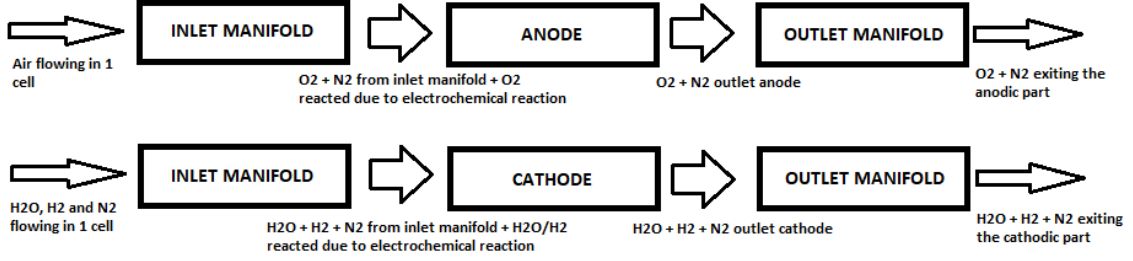 INLET MANIFOLD
ANODE
OUTLET MANIFOLD
Air flowing in 1
cell
O2 + N2 from inlet manifold + O2
reacted due to electrochemical reaction
O2 + N2 outlet anode
O2 + N2 exiting the
anodic part
INLET MANIFOLD
CATHODE
OUTLET MANIFOLD
H2O, H2 and N2
flowing in 1 cell
H2O + H2 + N2 from inlet manifold + H2O/H2
reacted due to electrochemical reaction
H2O + H2 + N2 outlet cathode
H2O + H2 + N2 exiting
the cathodic part